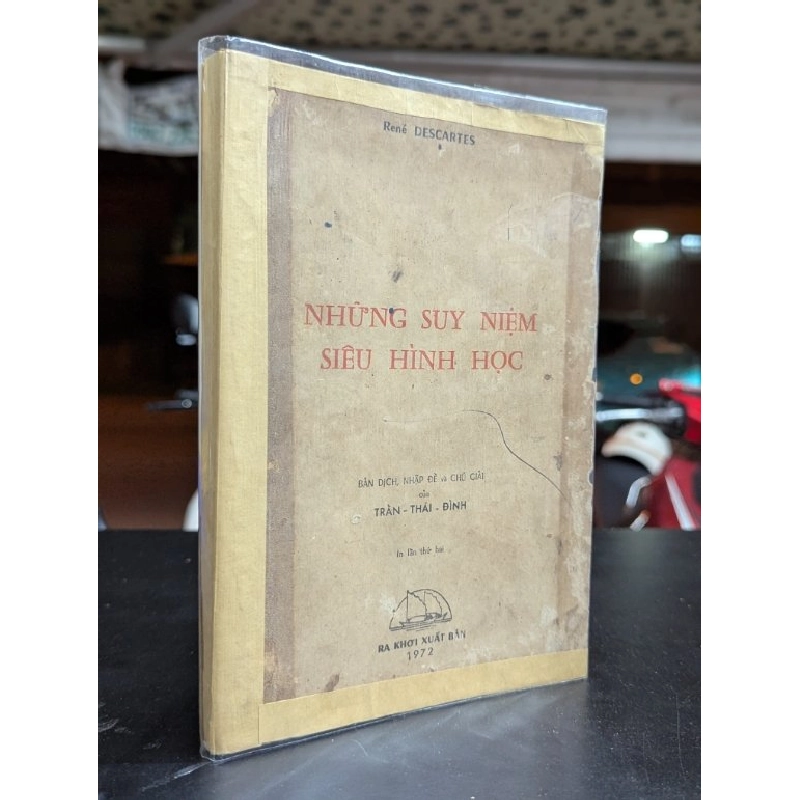 René DESCARTES
NHỮNG SUY NIỆM
SIÊU HÌNH HỌC
BẢN DỊCH, NHẬP ĐỀ và CHÚ GIẢI
của
TRẦN - THÁI - ĐỈNH
In lần thứ hai
RA KHƠI XUẤT BẢN
1972